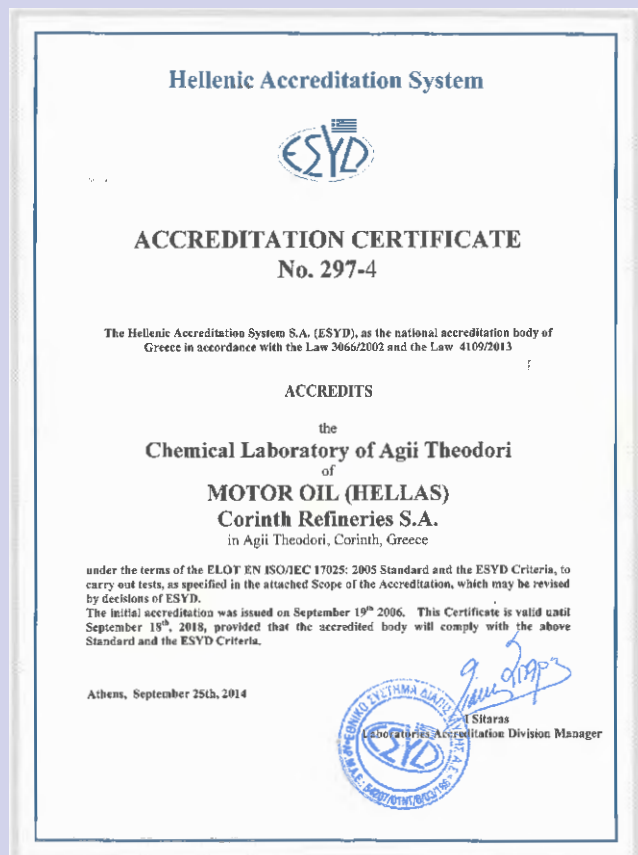 Hellenic Accreditation System
ΕΣΥD
ACCREDITATION CERTIFICATE
No. 297-4
The Hellenic Accreditation System S.A. (ESYD), as the national accreditation body of
Greece in accordance with the Law 3066/2002 and the Law 4109/2013
ACCREDITS
the
Chemical Laboratory of Agii Theodori
of
MOTOR OIL (HELLAS)
Corinth Refineries S.A.
in Agii Theodori, Corinth, Greece
under the terms of the ELOT EN ISO/IEC 17025: 2005 Standard and the ESYD Criteria, to
carry out tests, as specified in the attached Scope of the Accreditation, which may be revised
by decisions of ESYD.
The initial accreditation was issued on September 19th 2006. This Certificate is valid until
September 18th, 2018, provided that the accredited body will comply with the above
Standard and the ESYD Criteria.
Athens, September 25th, 2014
I Sitaras
Laboratories Accreditation Division Manager
ΕΘΝΙΚΟ ΣΥΣΤΗΜΑ ΔΙΑΠΙΣΤΕΥΣΗΣ Α.Ε
ΕΣΥD